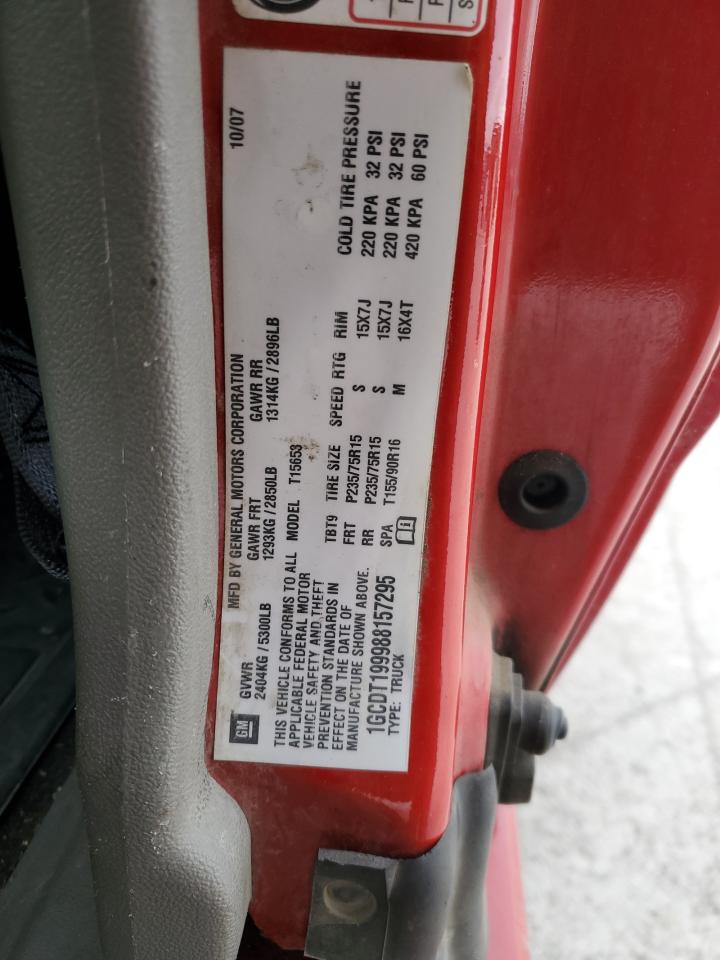 GM
MFD BY GENERAL MOTORS CORPORATION 10/07
GVWR GAWR FRT GAWR RR
2404KG/5300LB 1293KG/2850LB 1314KG/2896LB
THIS VEHICLE CONFORMS TO ALL
APPLICABLE FEDERAL MOTOR
VEHICLE SAFETY AND THEFT
PREVENTION STANDARDS IN
EFFECT ON THE DATE OF
MANUFACTURE SHOWN ABOVE.
1GCDT199988157295
TYPE: TRUCK
MODEL T15653
TBT9 TIRE SIZE SPEED RTG RIM COLD TIRE PRESSURE
FRT P235/75R15 S 15X7J 220 KPA 32 PSI
RR P235/75R15 S 15X7J 220 KPA 32 PSI
SPA T155/90R16 M 16X4T 420 KPA 60 PSI